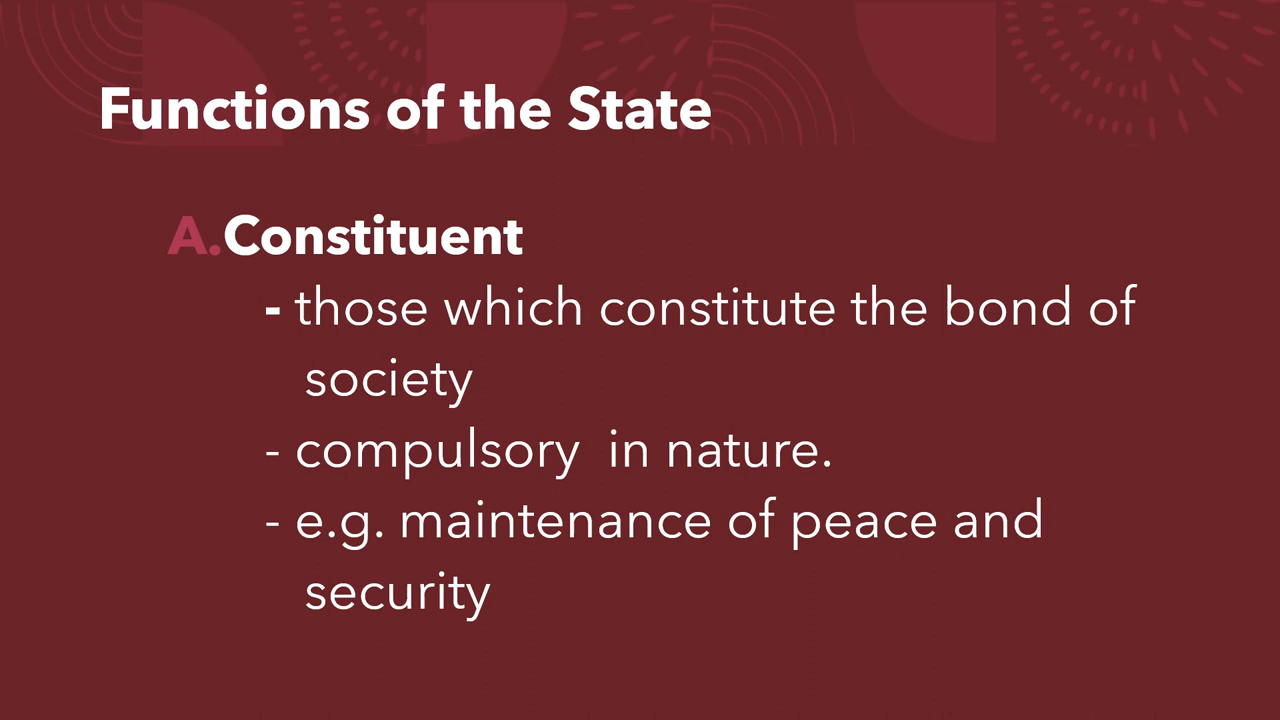 Functions of the State
A.Constituent
- those which constitute the bond of
society
- compulsory  in nature.
- e.g. maintenance of peace and
security